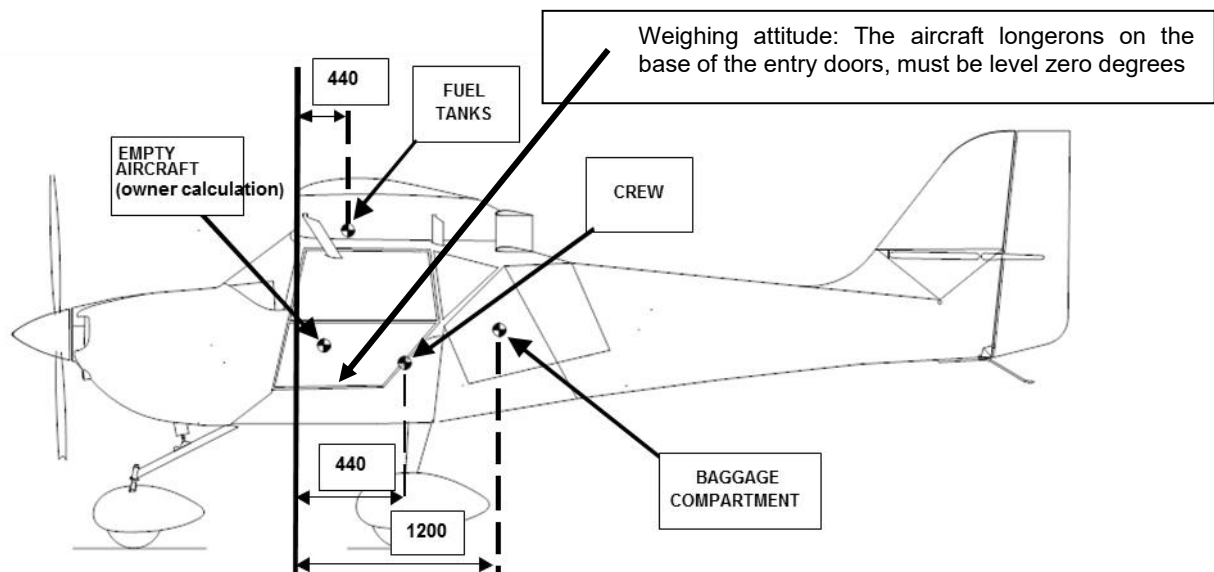 Weighing attitude: The aircraft longerons on the
base of the entry doors, must be level zero degrees
440
FUEL
TANKS
EMPTY
AIRCRAFT
(owner calculation)
CREW
440
BAGGAGE
COMPARTMENT
1200